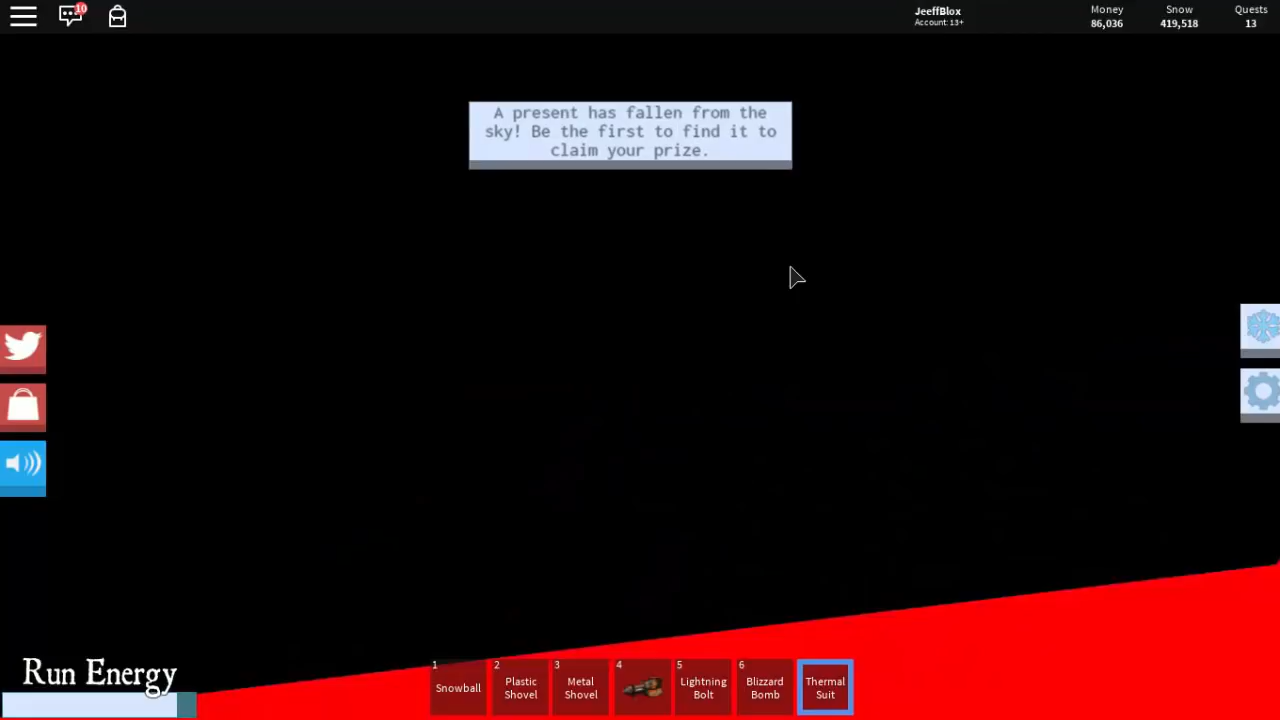 10
JeeffBlox
Account: 13+
Money
86,036
Snow
419,518
Quests
13
A present has fallen from the
sky! Be the first to find it to
claim your prize.
Run Energy
1
Snowball
2
Plastic
Shovel
3
Metal
Shovel
4
5
Lightning
Bolt
6
Blizzard
Bomb
Thermal
Suit